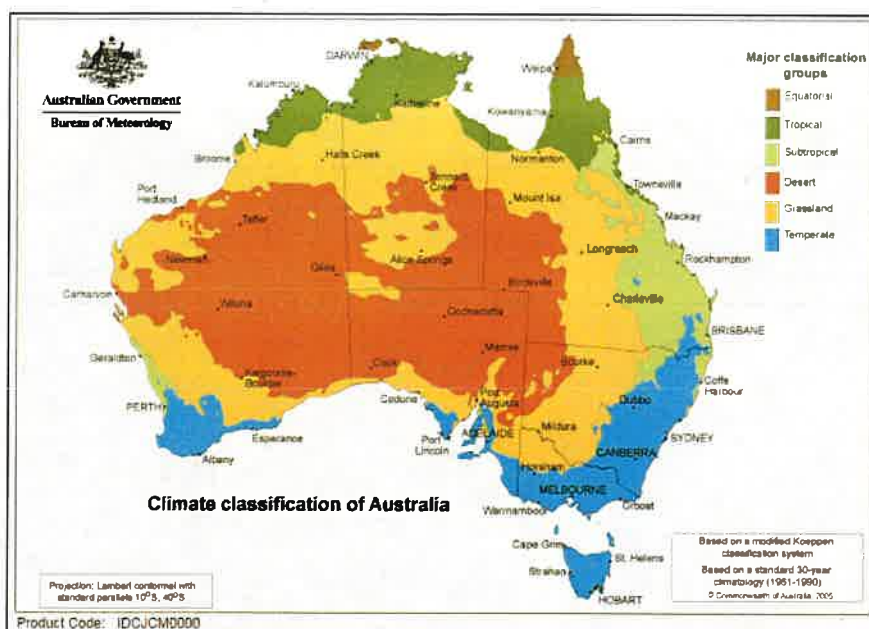 Australian Government
Bureau of Meteorology
DARWIN
Kalumburu
Katherine
Weipa
Kowanyama
Cairns
Broome
Halls Creek
Normanton
Townsville
Port
Hedland
Telfer
Tennant
Creek
Mount Isa
Mackay
Newman
Giles
Alice Springs
Longreach
Rockhampton
Birdsville
Carnarvon
Wiluna
Oodnadatta
Charleville
BRISBANE
Geraldton
Kalgoorlie-
Boulder
Cook
Marree
Bourke
Coffs
Harbour
PERTH
Esperance
Albany
Ceduna
Port
Augusta
Port
Lincoln
ADELAIDE
Mildura
Dubbo
SYDNEY
CANBERRA
Horsham
MELBOURNE
Warrnambool
Orbost
Cape Grim
St. Helens
Strahan
HOBART
Major classification
groups
Equatorial
Tropical
Subtropical
Desert
Grassland
Temperate
Climate classification of Australia
Projection: Lambert conformal with
standard parallels 10°S, 40°S
Based on a modified Koeppen
classification system
Based on a standard 30-year
climatology (1961-1990)
© Commonwealth of Australia, 2005
Product Code: IDCJCM0000